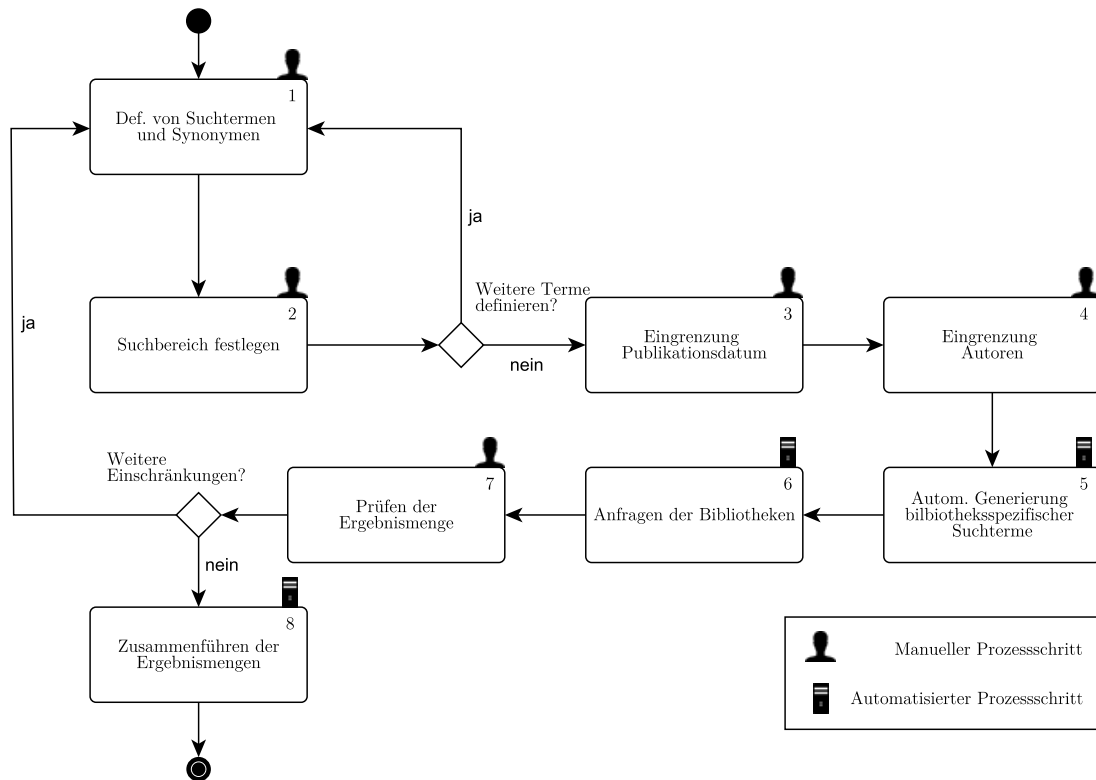 1
Def. von Suchtermen
und Synonymen
ja
ja
2
Suchbereich festlegen
Weitere Terme
definieren?
nein
3
Eingrenzung
Publikationsdatum
4
Eingrenzung
Autoren
5
Autom. Generierung
bilbiotheksspezifischer
Suchterme
6
Anfragen der Bibliotheken
7
Prüfen der
Ergebnismenge
Weitere
Einschränkungen?
nein
8
Zusammenführen der
Ergebnismengen
Manueller Prozessschritt
Automatisierter Prozessschritt